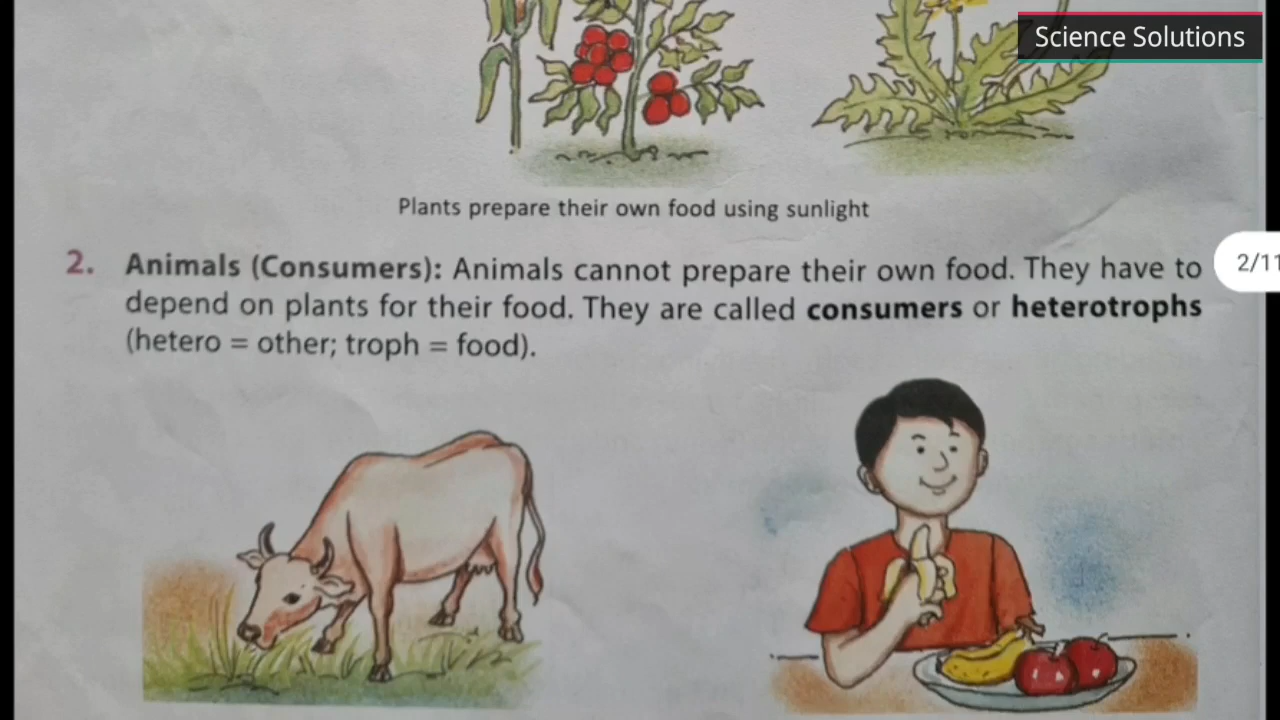 Science Solutions
Plants prepare their own food using sunlight
2/11
2. Animals (Consumers): Animals cannot prepare their own food. They have to
depend on plants for their food. They are called consumers or heterotrophs
(hetero = other; troph = food).